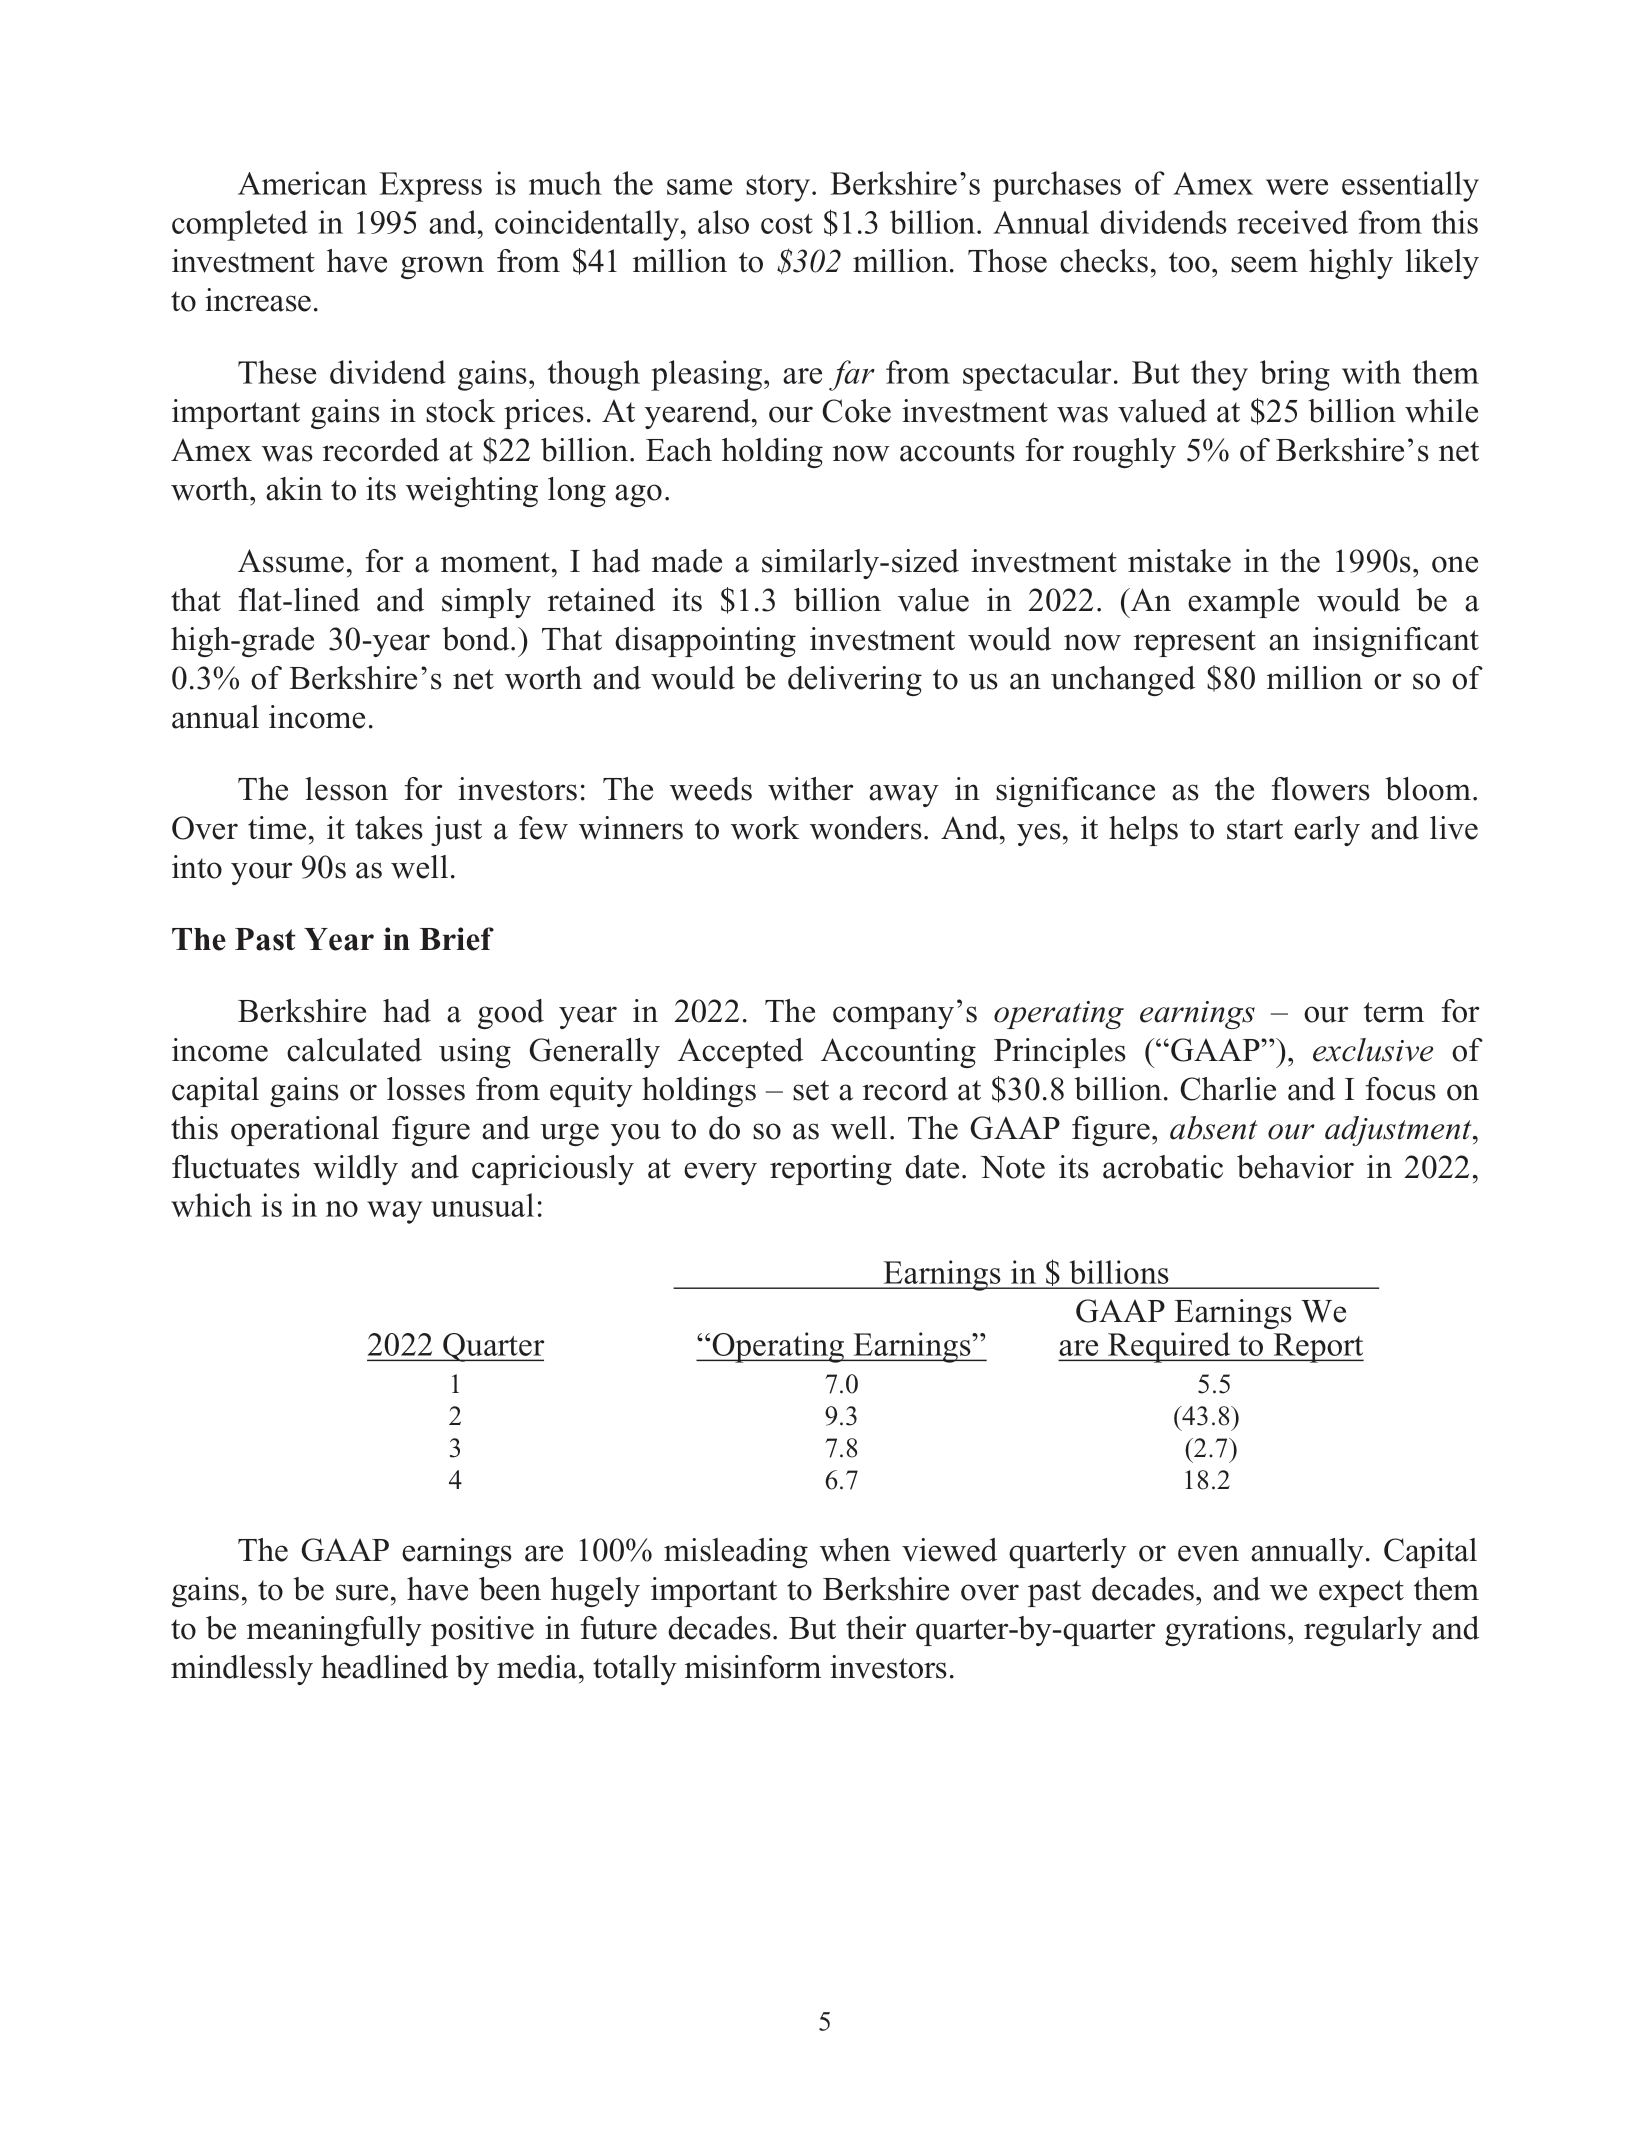 American Express is much the same story. Berkshire’s purchases of Amex were essentially
completed in 1995 and, coincidentally, also cost $1.3 billion. Annual dividends received from this
investment have grown from $41 million to $302 million. Those checks, too, seem highly likely
to increase.
These dividend gains, though pleasing, are far from spectacular. But they bring with them
important gains in stock prices. At yearend, our Coke investment was valued at $25 billion while
Amex was recorded at $22 billion. Each holding now accounts for roughly 5% of Berkshire’s net
worth, akin to its weighting long ago.
Assume, for a moment, I had made a similarly-sized investment mistake in the 1990s, one
that flat-lined and simply retained its $1.3 billion value in 2022. (An example would be a
high-grade 30-year bond.) That disappointing investment would now represent an insignificant
0.3% of Berkshire’s net worth and would be delivering to us an unchanged $80 million or so of
annual income.
The lesson for investors: The weeds wither away in significance as the flowers bloom.
Over time, it takes just a few winners to work wonders. And, yes, it helps to start early and live
into your 90s as well.
The Past Year in Brief
Berkshire had a good year in 2022. The company’s operating earnings – our term for
income calculated using Generally Accepted Accounting Principles (“GAAP”), exclusive of
capital gains or losses from equity holdings – set a record at $30.8 billion. Charlie and I focus on
this operational figure and urge you to do so as well. The GAAP figure, absent our adjustment,
fluctuates wildly and capriciously at every reporting date. Note its acrobatic behavior in 2022,
which is in no way unusual:
Earnings in $ billions
GAAP Earnings We
2022 Quarter “Operating Earnings” are Required to Report
1 7.0 5.5
2 9.3 (43.8)
3 7.8 (2.7)
4 6.7 18.2
The GAAP earnings are 100% misleading when viewed quarterly or even annually. Capital
gains, to be sure, have been hugely important to Berkshire over past decades, and we expect them
to be meaningfully positive in future decades. But their quarter-by-quarter gyrations, regularly and
mindlessly headlined by media, totally misinform investors.
5